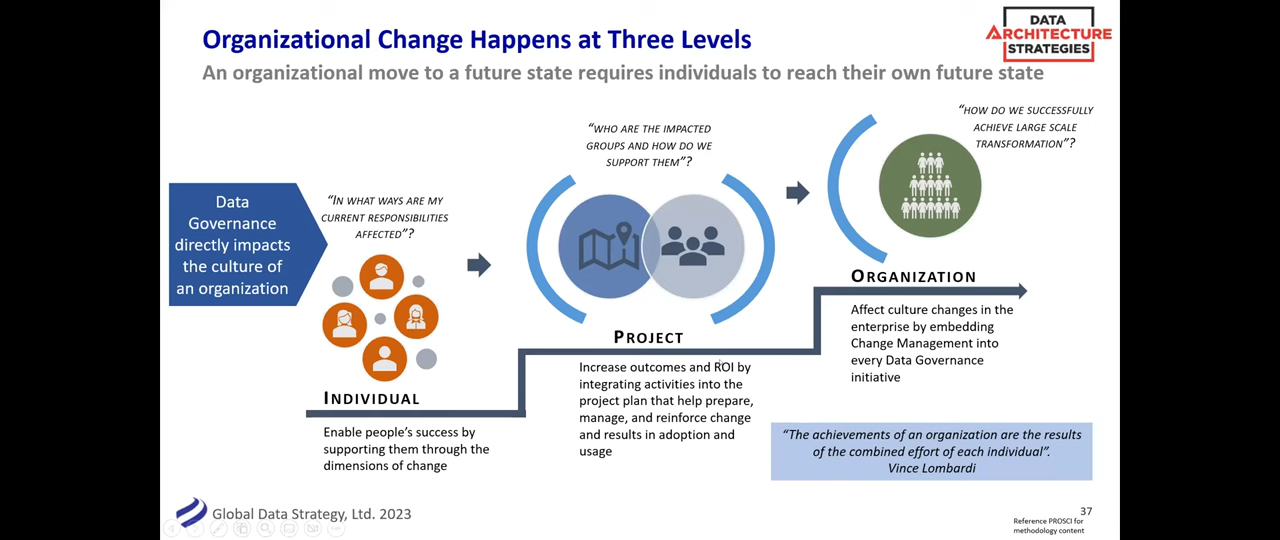 Organizational Change Happens at Three Levels
An organizational move to a future state requires individuals to reach their own future state
DATA
ARCHITECTURE
STRATEGIES
Data
Governance
directly impacts
the culture of
an organization
“IN WHAT WAYS ARE MY
CURRENT RESPONSIBILITIES
AFFECTED”?
INDIVIDUAL
Enable people’s success by
supporting them through the
dimensions of change
“WHO ARE THE IMPACTED
GROUPS AND HOW DO WE
SUPPORT THEM”?
PROJECT
Increase outcomes and ROI by
integrating activities into the
project plan that help prepare,
manage, and reinforce change
and results in adoption and
usage
“HOW DO WE SUCCESSFULLY
ACHIEVE LARGE SCALE
TRANSFORMATION”?
ORGANIZATION
Affect culture changes in the
enterprise by embedding
Change Management into
every Data Governance
initiative
“The achievements of an organization are the results
of the combined effort of each individual”.
Vince Lombardi
Global Data Strategy, Ltd. 2023
37
Reference PROSCI for
methodology content